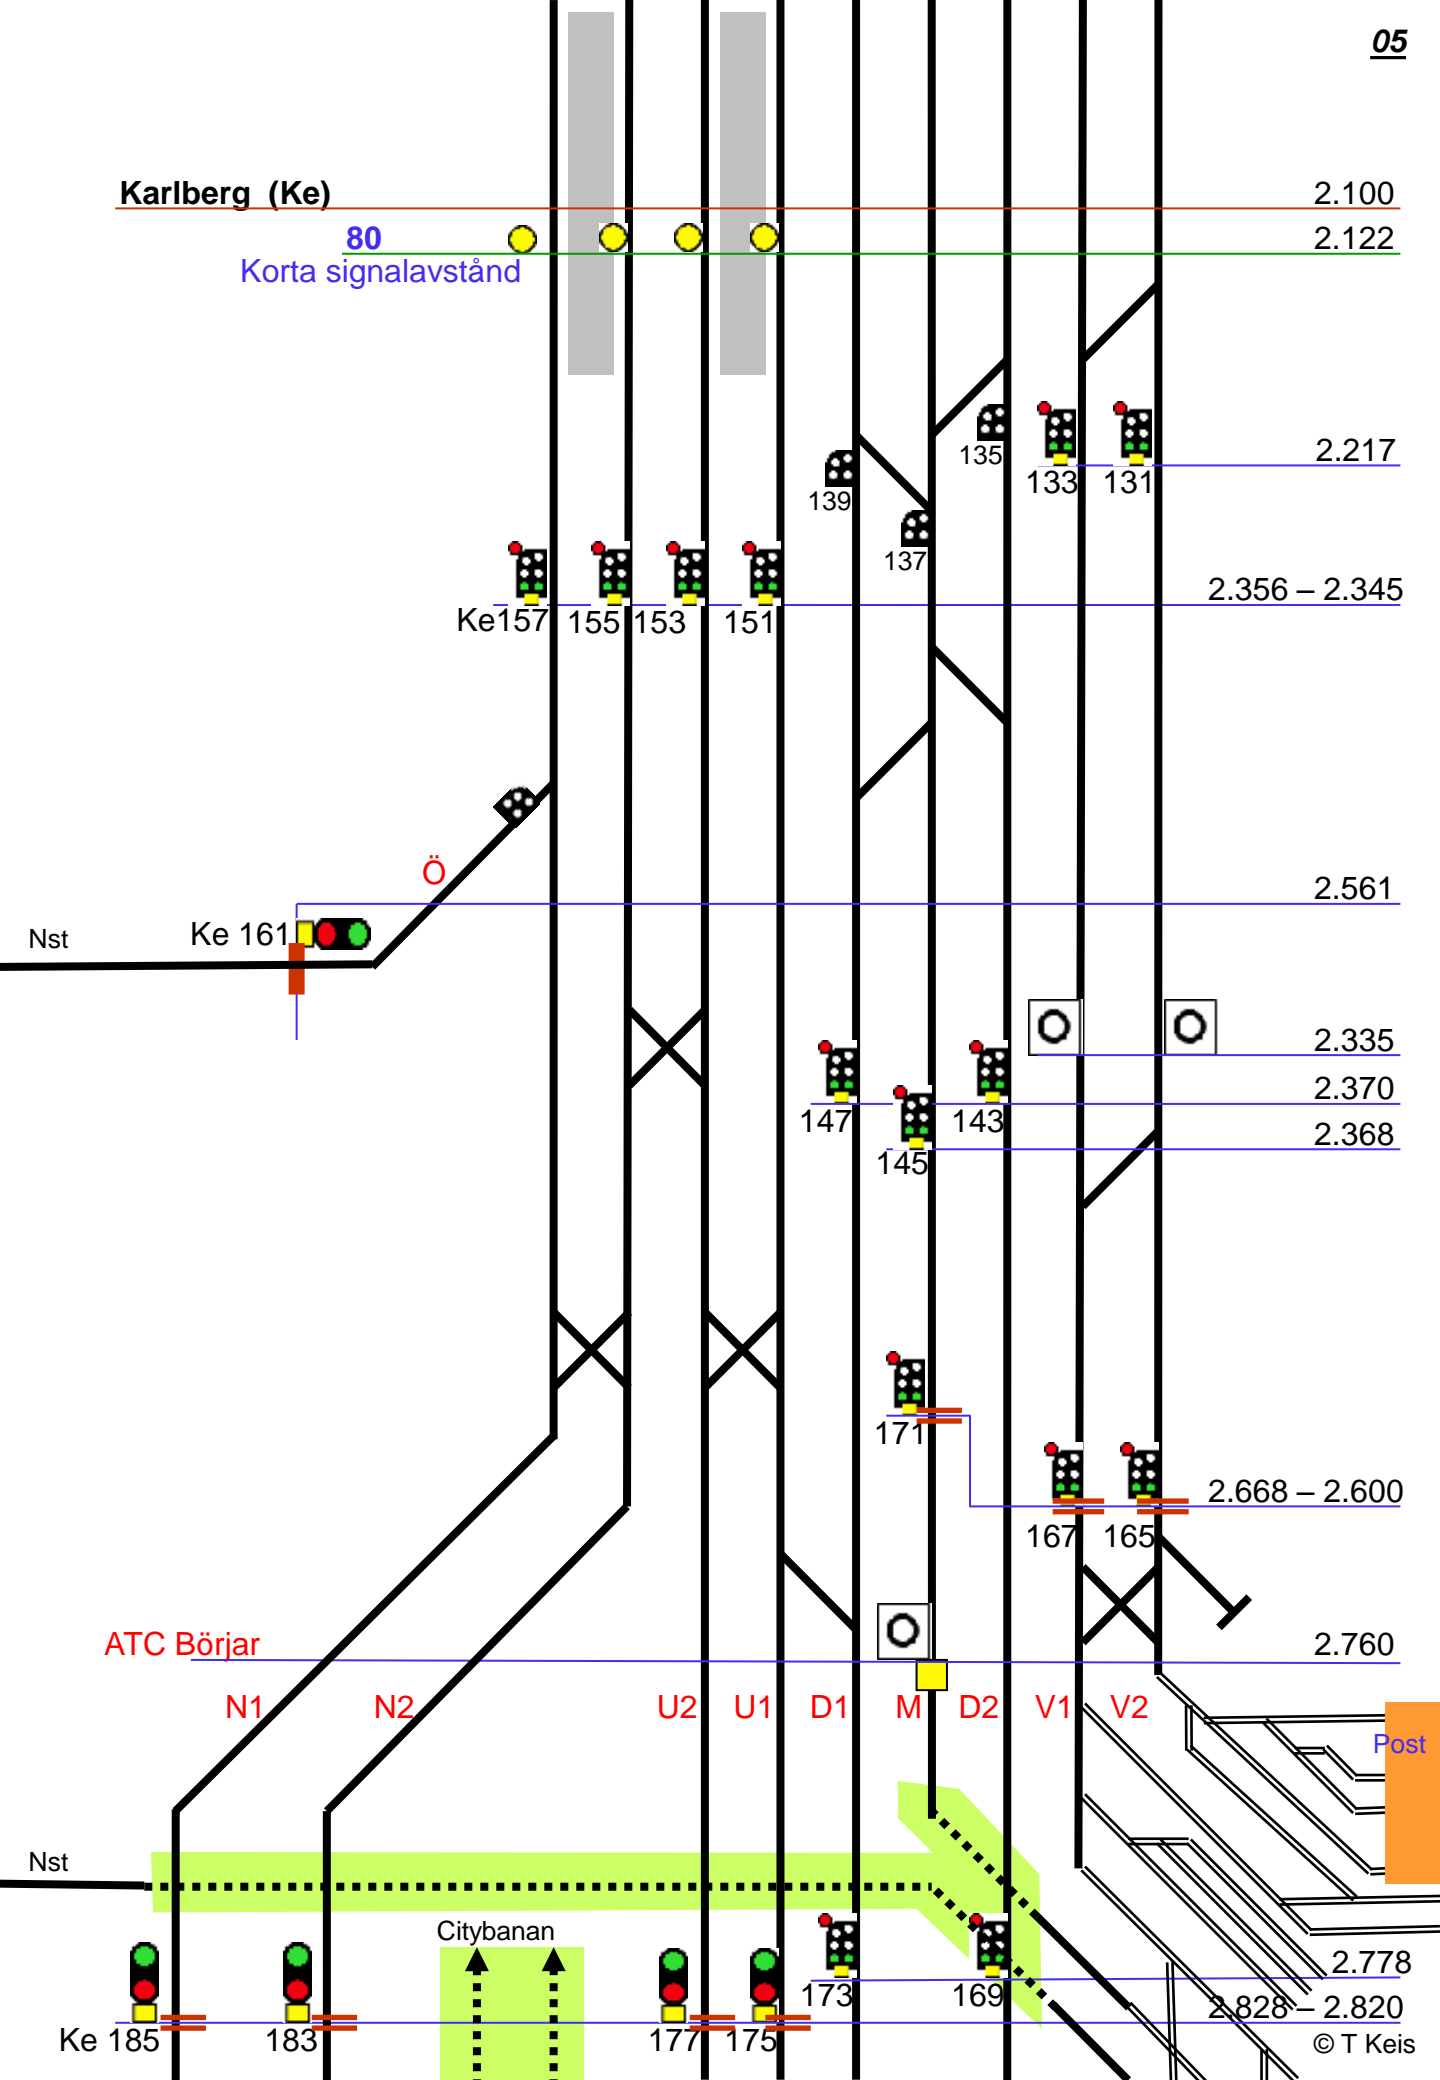 05
Karlberg (Ke)
2.100
80
2.122
Korta signalavstånd
135
2.217
139
133
131
137
2.356 – 2.345
Ke157
155
153
151
Ö
2.561
Nst
Ke 161
2.335
2.370
147
143
2.368
145
171
2.668 – 2.600
167
165
ATC Börjar
2.760
N1
N2
U2
U1
D1
M
D2
V1
V2
Post
Nst
Citybanan
2.778
173
169
2.828 – 2.820
Ke 185
183
177
175
© T Keis